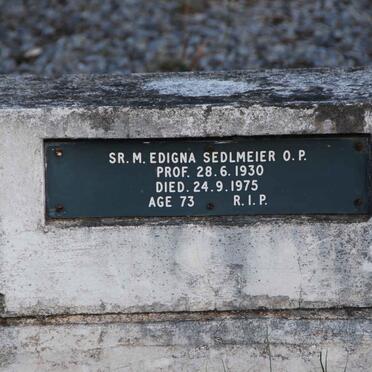 SR. M. EDIGNA SEDLMEIER O.P.
PROF. 28.6.1930
DIED. 24.9.1975
AGE 73 R.I.P.